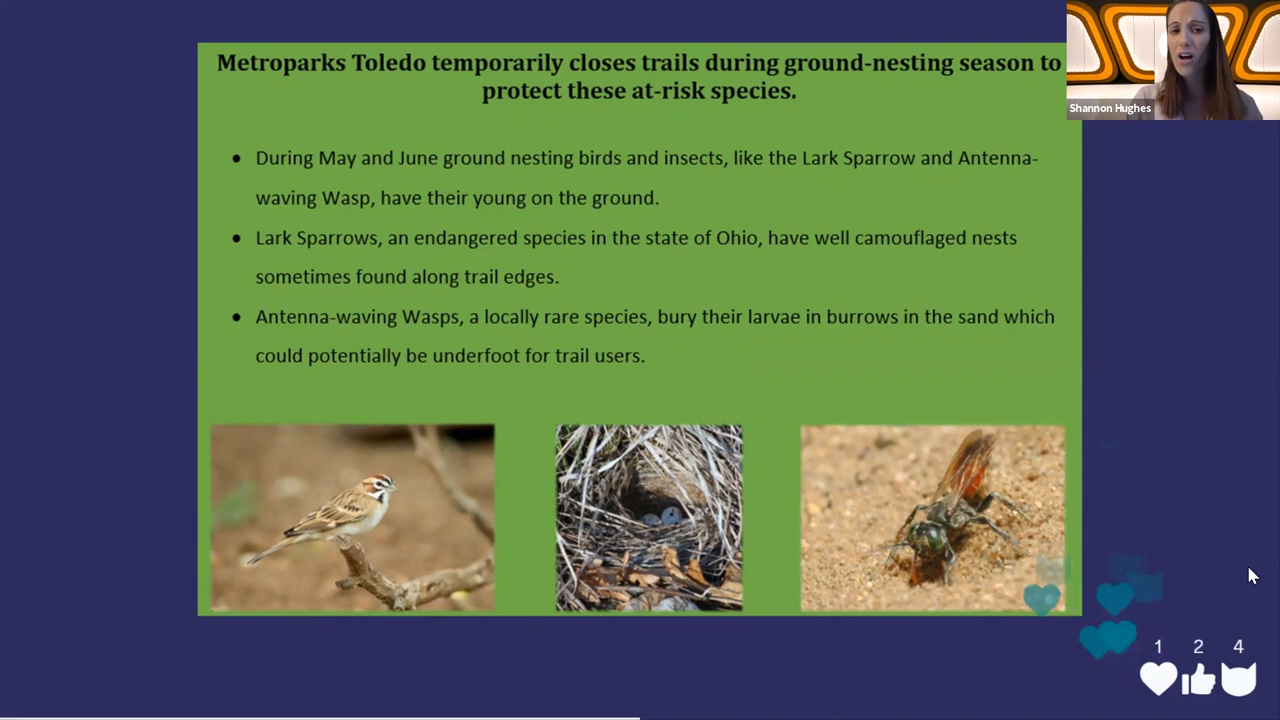 Metroparks Toledo temporarily closes trails during ground-nesting season to
protect these at-risk species.
Shannon Hughes
• During May and June ground nesting birds and insects, like the Lark Sparrow and Antenna-
waving Wasp, have their young on the ground.
• Lark Sparrows, an endangered species in the state of Ohio, have well camouflaged nests
sometimes found along trail edges.
• Antenna-waving Wasps, a locally rare species, bury their larvae in burrows in the sand which
could potentially be underfoot for trail users.
1 2 4